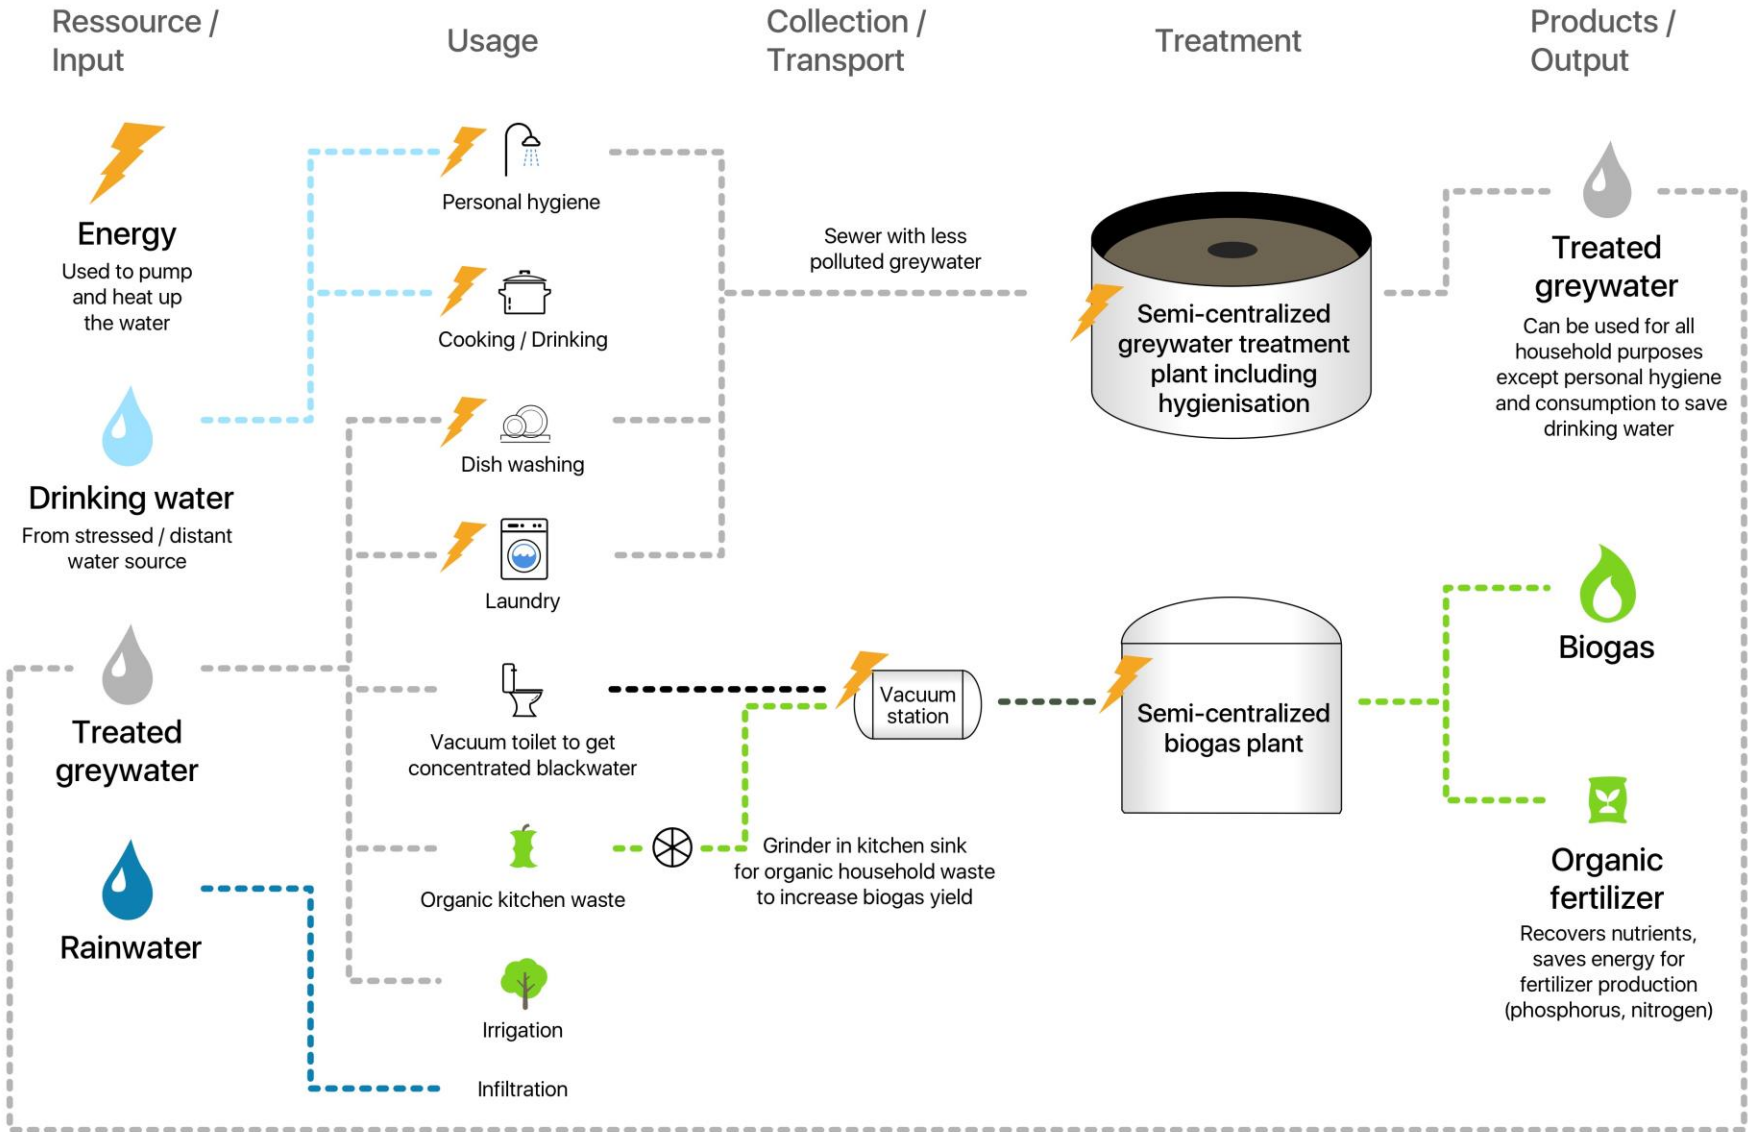 Ressource /
Input
Usage
Collection /
Transport
Treatment
Products /
Output
Energy
Used to pump
and heat up
the water
Drinking water
From stressed / distant
water source
Treated
greywater
Rainwater
Personal hygiene
Cooking / Drinking
Dish washing
Laundry
Vacuum toilet to get
concentrated blackwater
Organic kitchen waste
Irrigation
Infiltration
Sewer with less
polluted greywater
Vacuum
station
Grinder in kitchen sink
for organic household waste
to increase biogas yield
Semi-centralized
greywater treatment
plant including
hygienisation
Semi-centralized
biogas plant
Treated
greywater
Can be used for all
household purposes
except personal hygiene
and consumption to save
drinking water
Biogas
Organic
fertilizer
Recovers nutrients,
saves energy for
fertilizer production
(phosphorus, nitrogen)